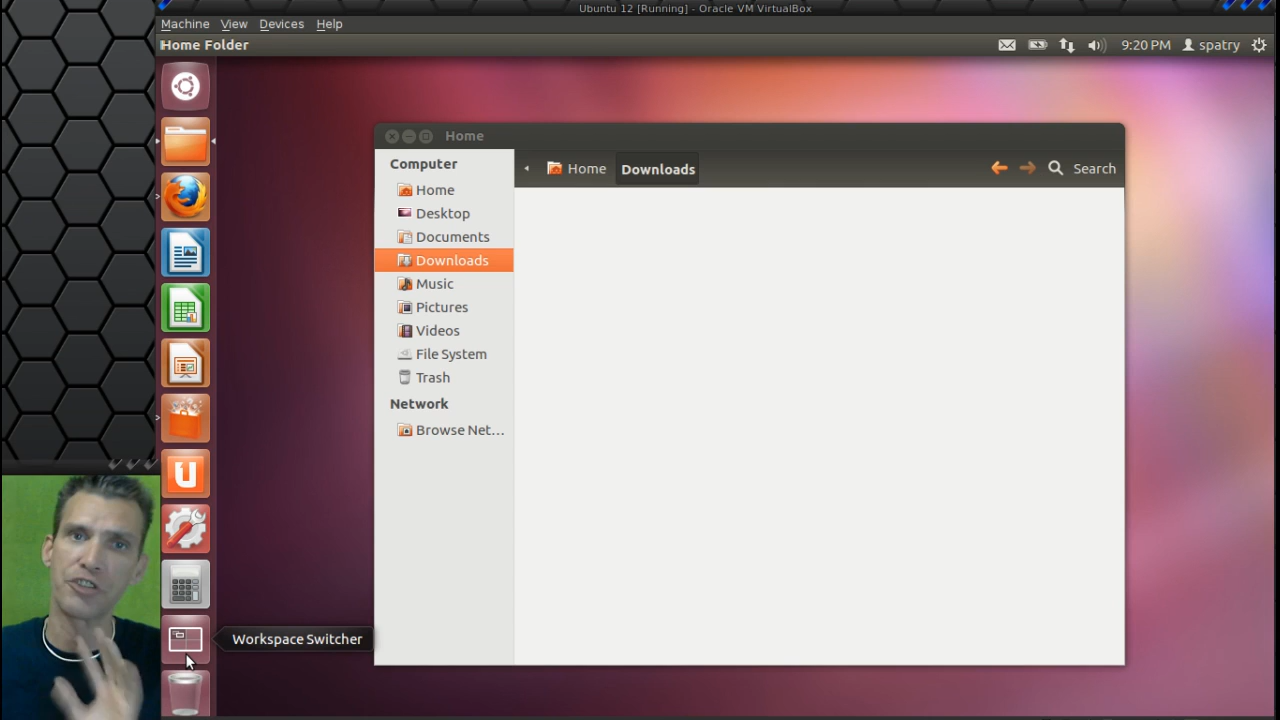 Ubuntu 12 [Running] - Oracle VM VirtualBox
Machine View Devices Help
Home Folder 9:20 PM spatry
Home
Computer
Home Downloads Search
Home
Desktop
Documents
Downloads
Music
Pictures
Videos
File System
Trash
Network
Browse Net...
U
Workspace Switcher